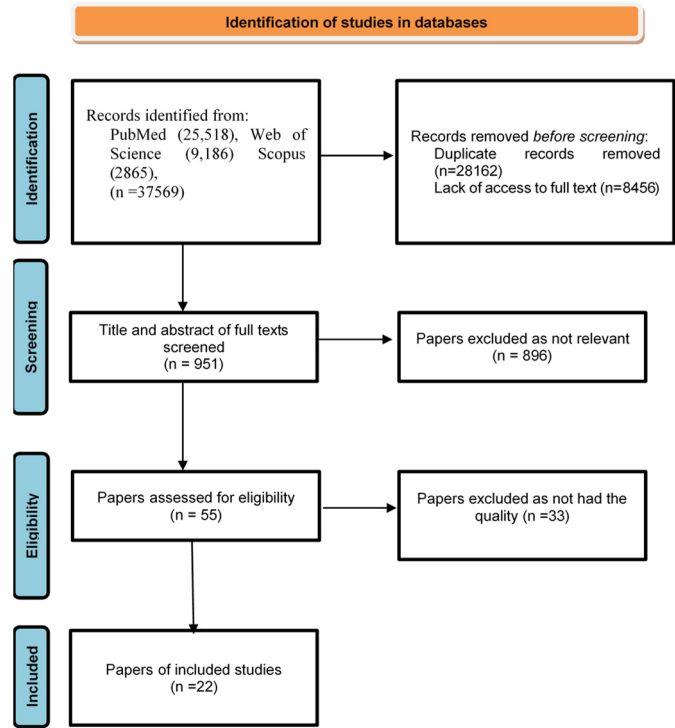 Identification of studies in databases
Identification
Records identified from:
PubMed (25,518), Web of
Science (9,186) Scopus
(2865),
(n =37569)
Records removed before screening:
Duplicate records removed
(n=28162)
Lack of access to full text (n=8456)
Screening
Title and abstract of full texts
screened
(n = 951)
Papers excluded as not relevant
(n = 896)
Eligibility
Papers assessed for eligibility
(n = 55)
Papers excluded as not had the
quality (n =33)
Included
Papers of included studies
(n =22)